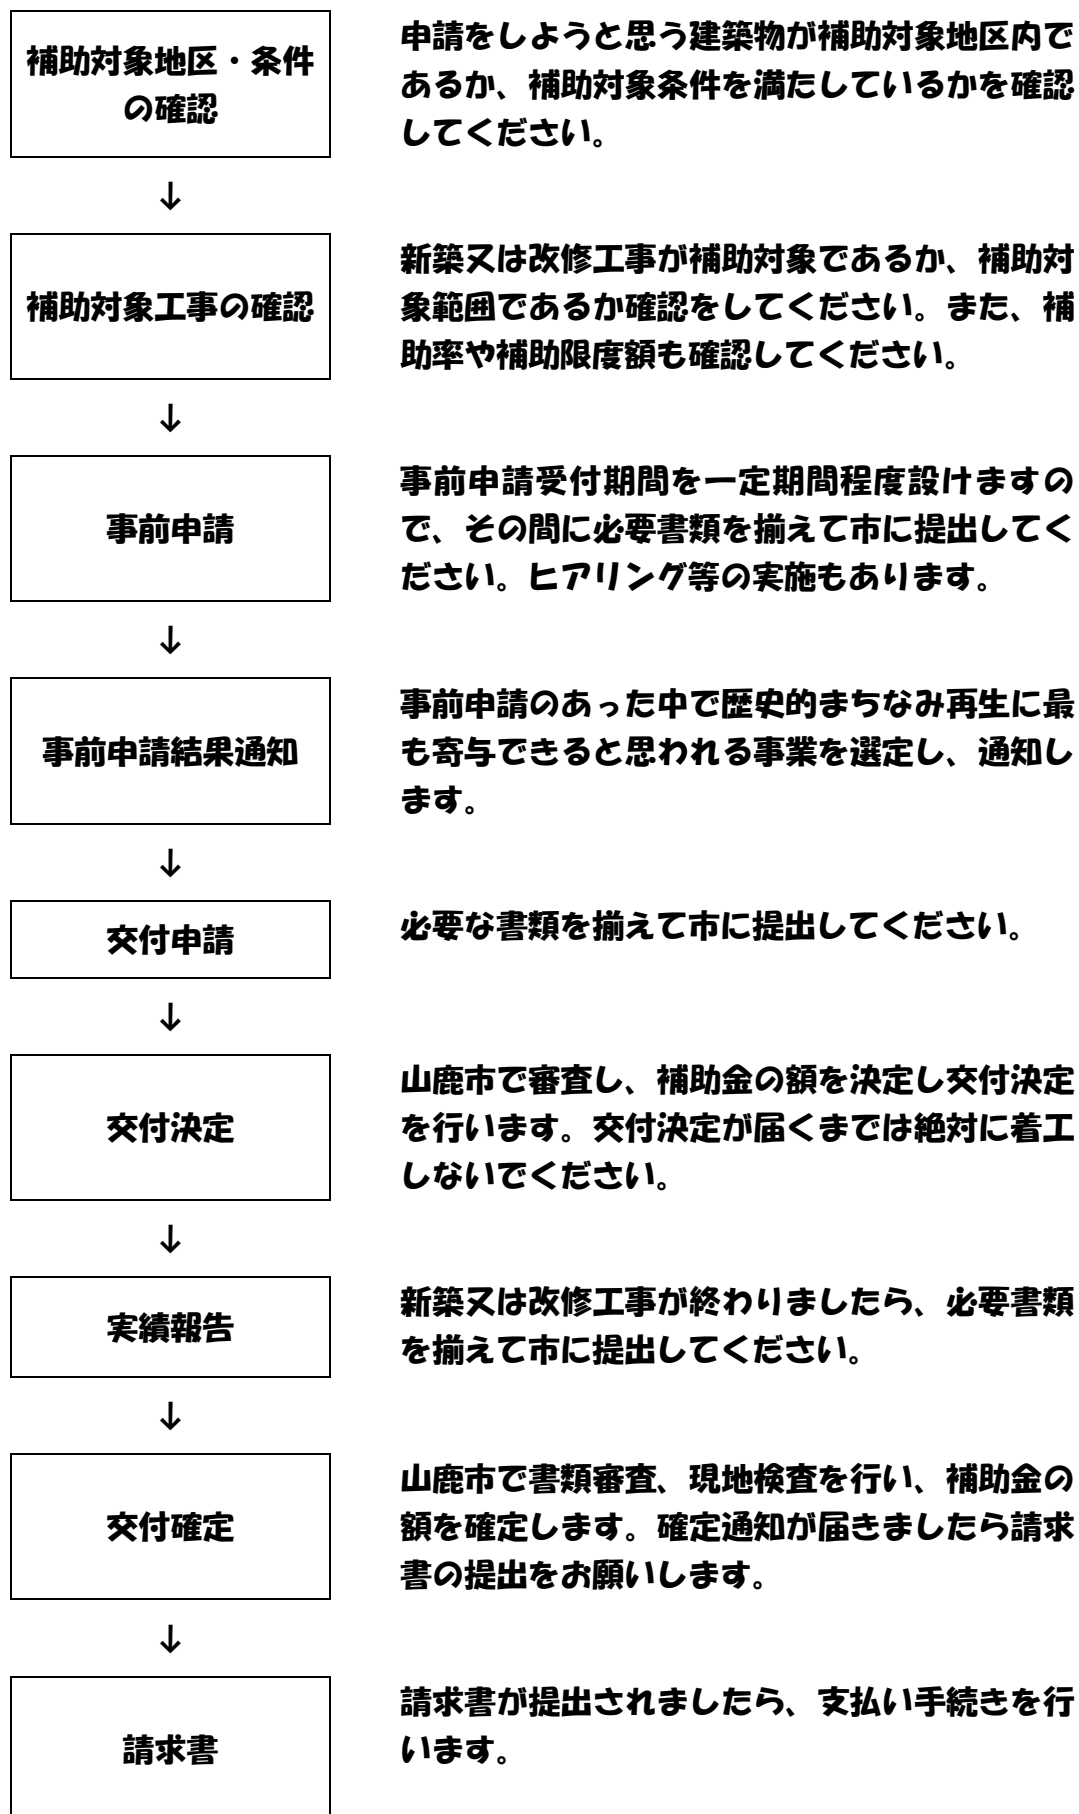 補助対象地区・条件
の確認
申請をしようと思う建築物が補助対象地区内で
あるか、補助対象条件を満たしているかを確認
してください。
↓
補助対象工事の確認
新築又は改修工事が補助対象であるか、補助対
象範囲であるか確認をしてください。また、補
助率や補助限度額も確認してください。
↓
事前申請
事前申請受付期間を一定期間程度設けますの
で、その間に必要書類を揃えて市に提出してく
ださい。ヒアリング等の実施もあります。
↓
事前申請結果通知
事前申請のあった中で歴史的まちなみ再生に最
も寄与できると思われる事業を選定し、通知し
ます。
↓
交付申請
必要な書類を揃えて市に提出してください。
↓
交付決定
山鹿市で審査し、補助金の額を決定し交付決定
を行います。交付決定が届くまでは絶対に着工
しないでください。
↓
実績報告
新築又は改修工事が終わりましたら、必要書類
を揃えて市に提出してください。
↓
交付確定
山鹿市で書類審査、現地検査を行い、補助金の
額を確定します。確定通知が届きましたら請求
書の提出をお願いします。
↓
請求書
請求書が提出されましたら、支払い手続きを行
います。